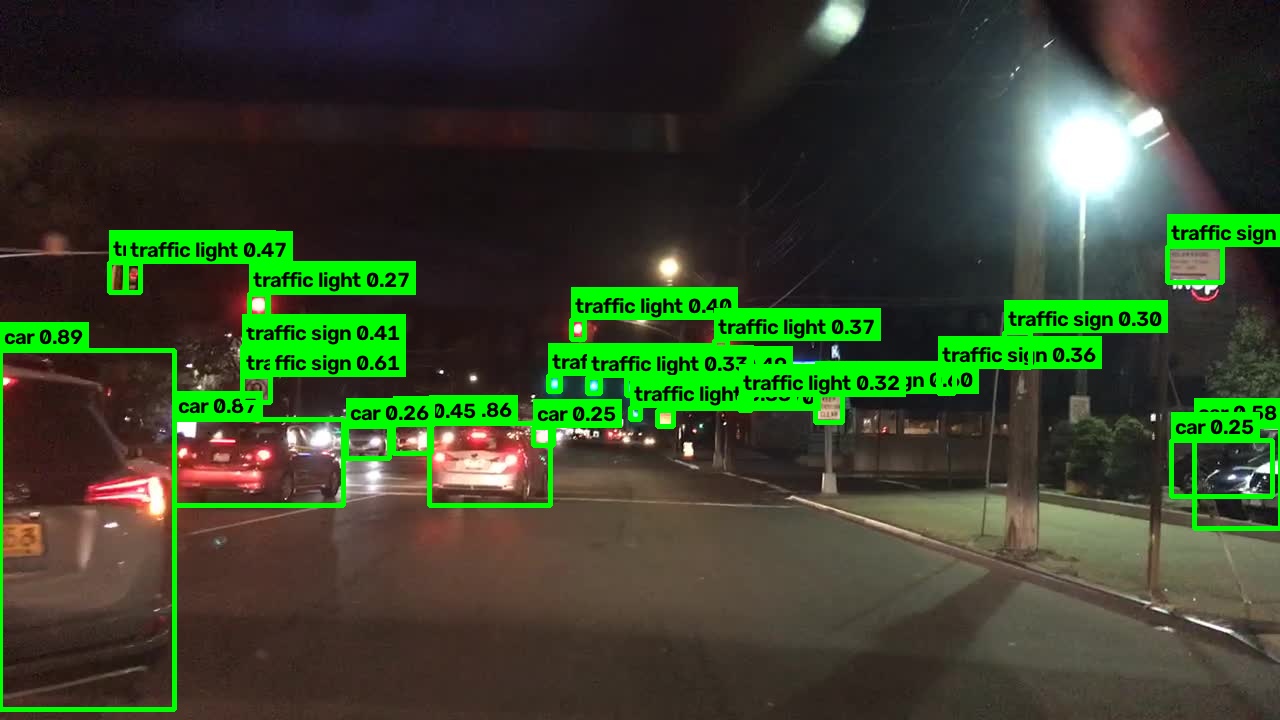 traffic sign
traffic light 0.47
traffic light 0.27
traffic light 0.40
traffic sign 0.30
traffic light 0.37
traffic sign 0.41
car 0.89
traffic sign 0.36
traffic sign 0.61
traffic light 0.33
traffic light 0.32
0.60
car 0.87
car 0.26
0.45
.86
car 0.25
car 0.58
car 0.25